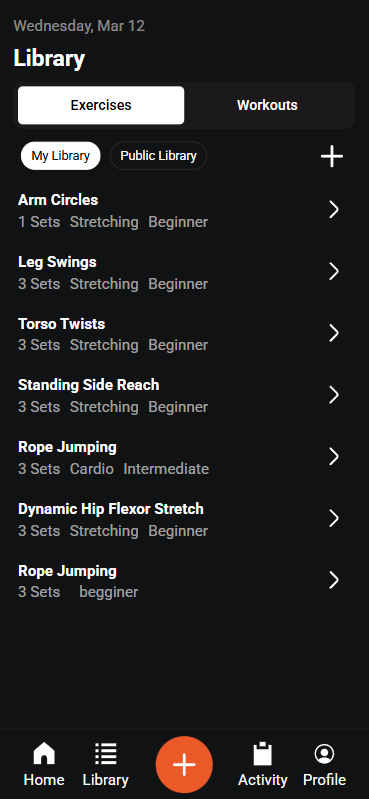 Wednesday, Mar 12
Library
Exercises Workouts
My Library Public Library
Arm Circles
1 Sets Stretching Beginner
Leg Swings
3 Sets Stretching Beginner
Torso Twists
3 Sets Stretching Beginner
Standing Side Reach
3 Sets Stretching Beginner
Rope Jumping
3 Sets Cardio Intermediate
Dynamic Hip Flexor Stretch
3 Sets Stretching Beginner
Rope Jumping
3 Sets begginer
Home Library Activity Profile